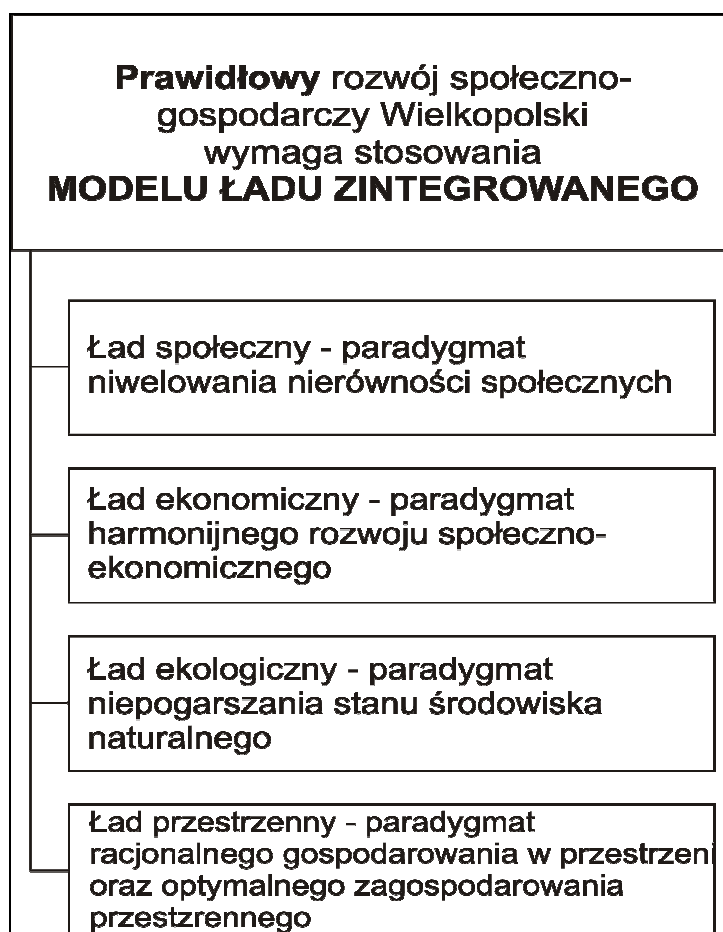 Prawidłowy rozwój społeczno-
gospodarczy Wielkopolski
wymaga stosowania
MODELU ŁADU ZINTEGROWANEGO
Ład społeczny - paradygmat
niwelowania nierówności społecznych
Ład ekonomiczny - paradygmat
harmonijnego rozwoju społeczno-
ekonomicznego
Ład ekologiczny - paradygmat
niepogarszania stanu środowiska
naturalnego
Ład przestrzenny - paradygmat
racjonalnego gospodarowania w przestrzeni
oraz optymalnego zagospodarowania
przestzrennego